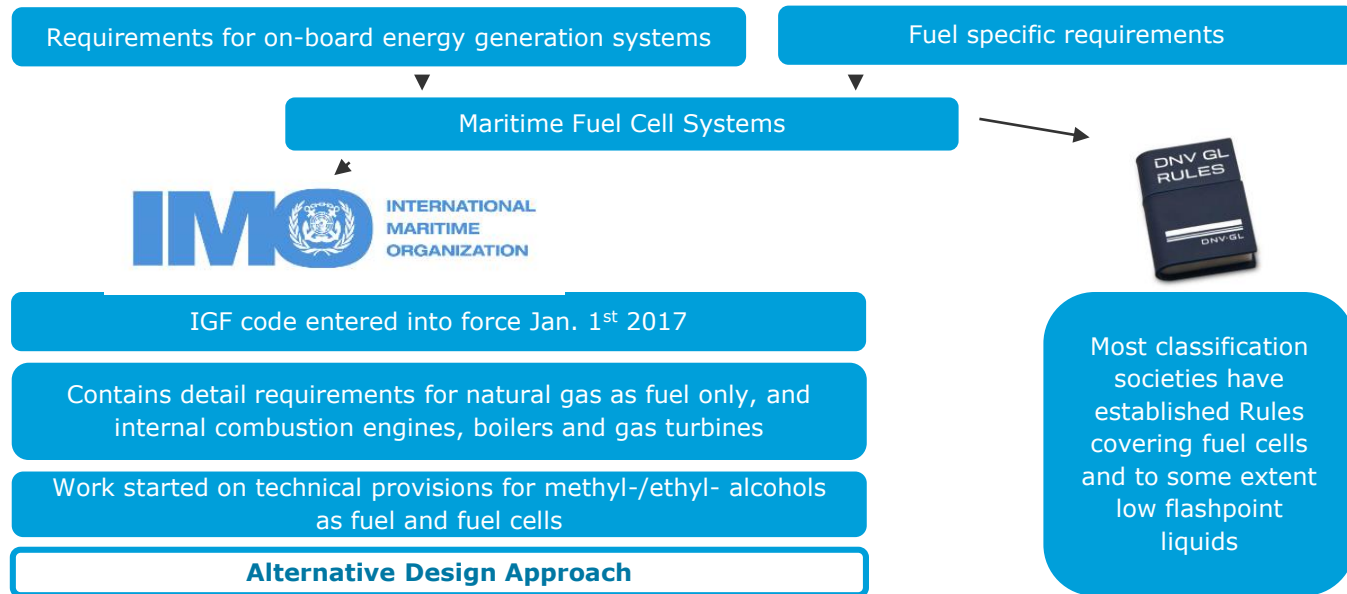 Requirements for on-board energy generation systems
Fuel specific requirements
Maritime Fuel Cell Systems
IMO
INTERNATIONAL
MARITIME
ORGANIZATION
DNV GL
RULES
DNV·GL
IGF code entered into force Jan. 1st 2017
Contains detail requirements for natural gas as fuel only, and
internal combustion engines, boilers and gas turbines
Work started on technical provisions for methyl-/ethyl- alcohols
as fuel and fuel cells
Alternative Design Approach
Most classification
societies have
established Rules
covering fuel cells
and to some extent
low flashpoint
liquids